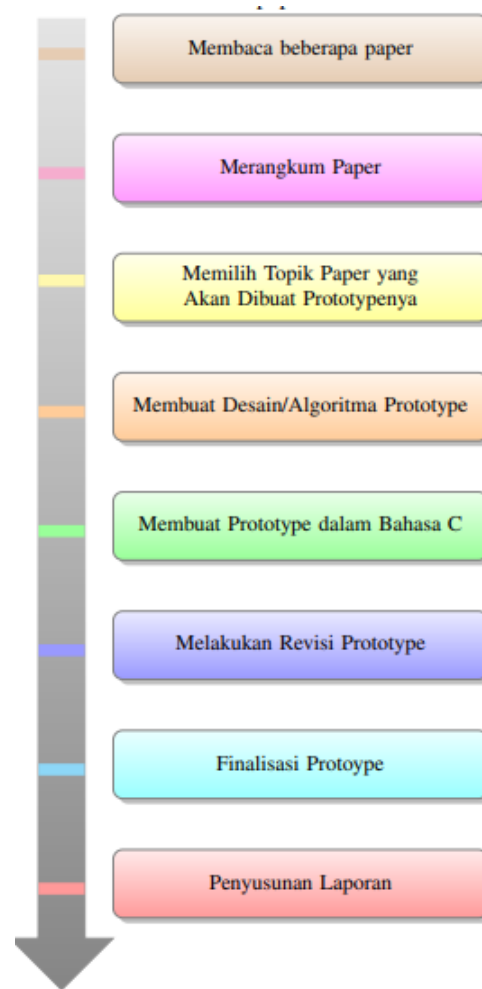 Membaca beberapa paper
Merangkum Paper
Memilih Topik Paper yang
Akan Dibuat Prototypenya
Membuat Desain/Algoritma Prototype
Membuat Prototype dalam Bahasa C
Melakukan Revisi Prototype
Finalisasi Protoype
Penyusunan Laporan